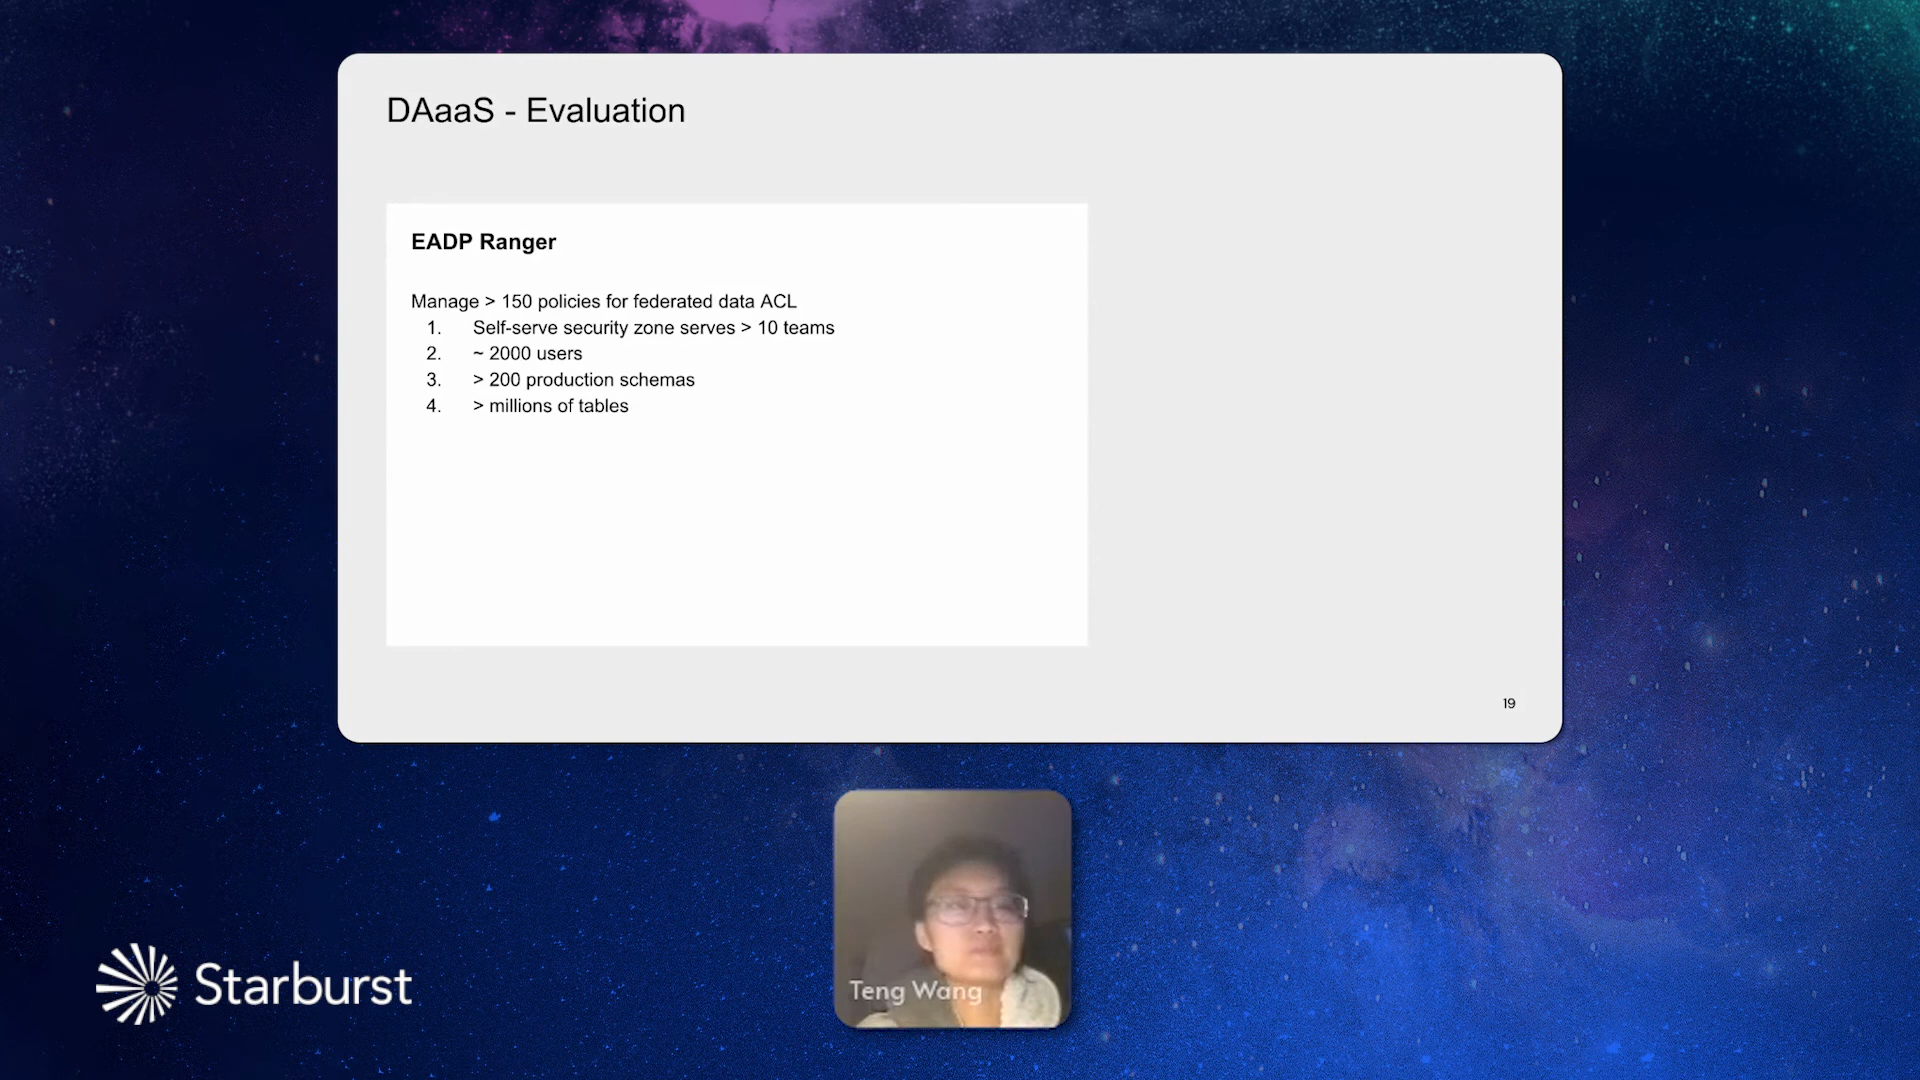 DAaaS - Evaluation
EADP Ranger
Manage > 150 policies for federated data ACL
1. Self-serve security zone serves > 10 teams
2. ~ 2000 users
3. > 200 production schemas
4. > millions of tables
19
Teng Wang
Starburst